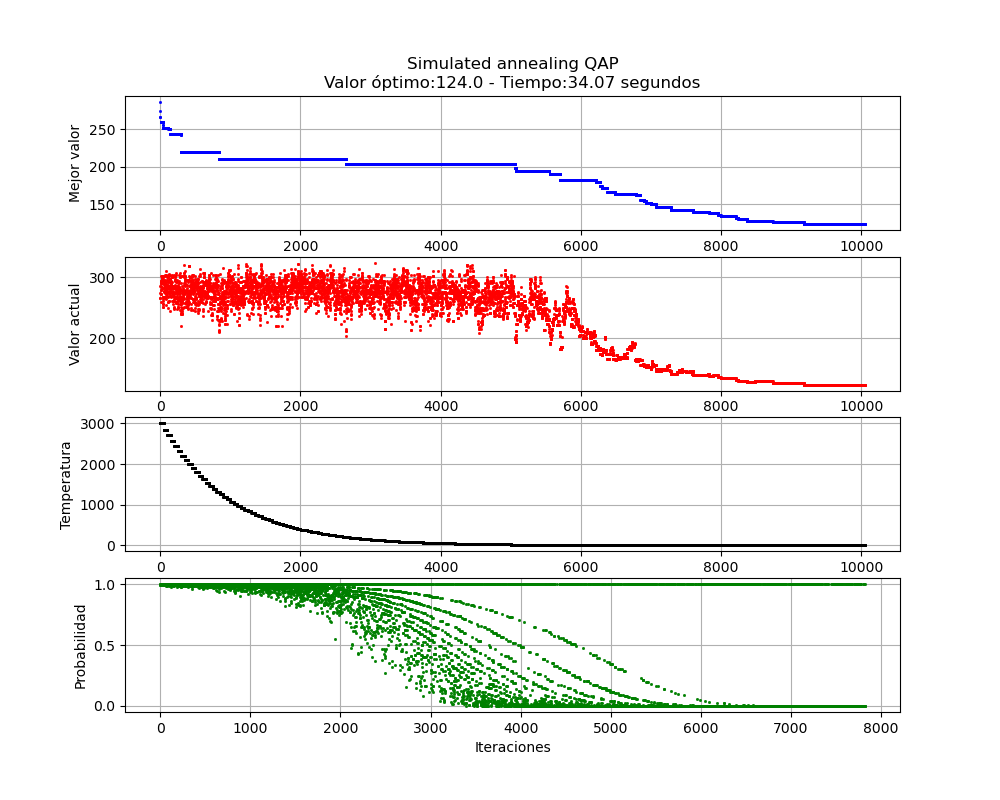 Simulated annealing QAP
Valor óptimo:124.0 - Tiempo:34.07 segundos
Mejor valor
250
200
150
0 2000 4000 6000 8000 10000
Valor actual
300
200
0 2000 4000 6000 8000 10000
Temperatura
3000
2000
1000
0
0 2000 4000 6000 8000 10000
Probabilidad
1.0
0.5
0.0
0 1000 2000 3000 4000 5000 6000 7000 8000
Iteraciones